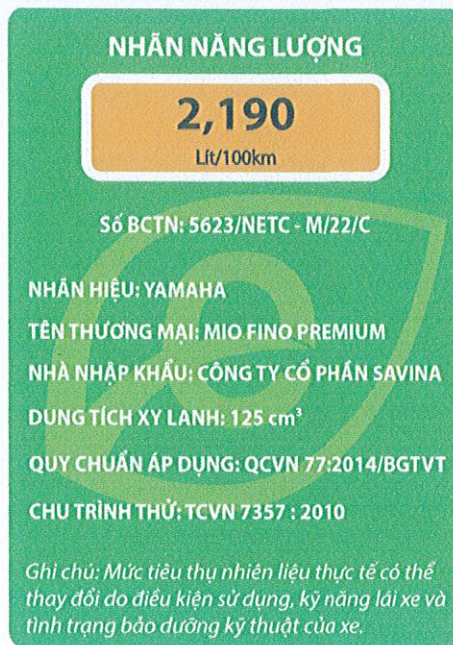 NHÃN NĂNG LƯỢNG
2,190
Lít/100km
Số BCTN: 5623/NETC - M/22/C
NHÃN HIỆU: YAMAHA
TÊN THƯƠNG MẠI: MIO FINO PREMIUM
NHÀ NHẬP KHẨU: CÔNG TY CỔ PHẦN SAVINA
DUNG TÍCH XY LANH: 125 cm³
QUY CHUẨN ÁP DỤNG: QCVN 77:2014/BGTVT
CHU TRÌNH THỬ: TCVN 7357 : 2010
Ghi chú: Mức tiêu thụ nhiên liệu thực tế có thể
thay đổi do điều kiện sử dụng, kỹ năng lái xe và
tình trạng bảo dưỡng kỹ thuật của xe.